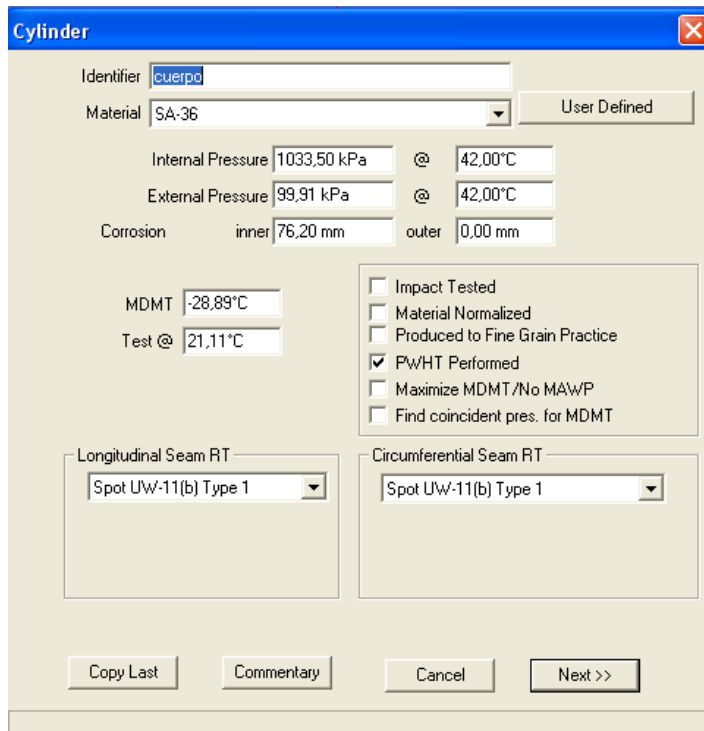 Cylinder
Identifier cuerpo
Material SA-36 User Defined
Internal Pressure 1033,50 kPa @ 42,00°C
External Pressure 99,91 kPa @ 42,00°C
Corrosion inner 76,20 mm outer 0,00 mm
MDMT -28,89°C
Test @ 21,11°C
Impact Tested
Material Normalized
Produced to Fine Grain Practice
PWHT Performed
Maximize MDMT/No MAWP
Find coincident pres. for MDMT
Longitudinal Seam RT
Spot UW-11(b) Type 1
Circumferential Seam RT
Spot UW-11(b) Type 1
Copy Last Commentary Cancel Next >>